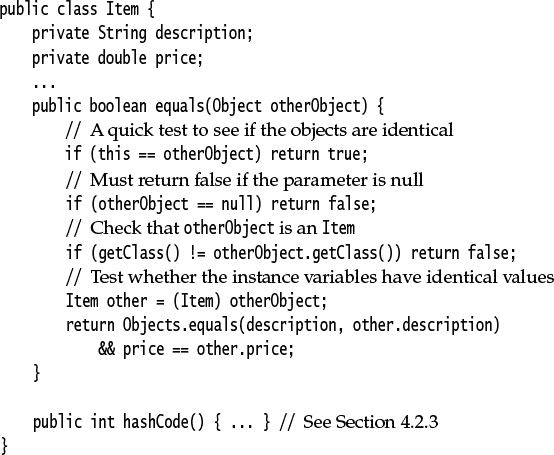 public class Item {
    private String description;
    private double price;
    ...
    public boolean equals(Object otherObject) {
        // A quick test to see if the objects are identical
        if (this == otherObject) return true;
        // Must return false if the parameter is null
        if (otherObject == null) return false;
        // Check that otherObject is an Item
        if (getClass() != otherObject.getClass()) return false;
        // Test whether the instance variables have identical values
        Item other = (Item) otherObject;
        return Objects.equals(description, other.description)
            && price == other.price;
    }

    public int hashCode() { ... } // See Section 4.2.3
}